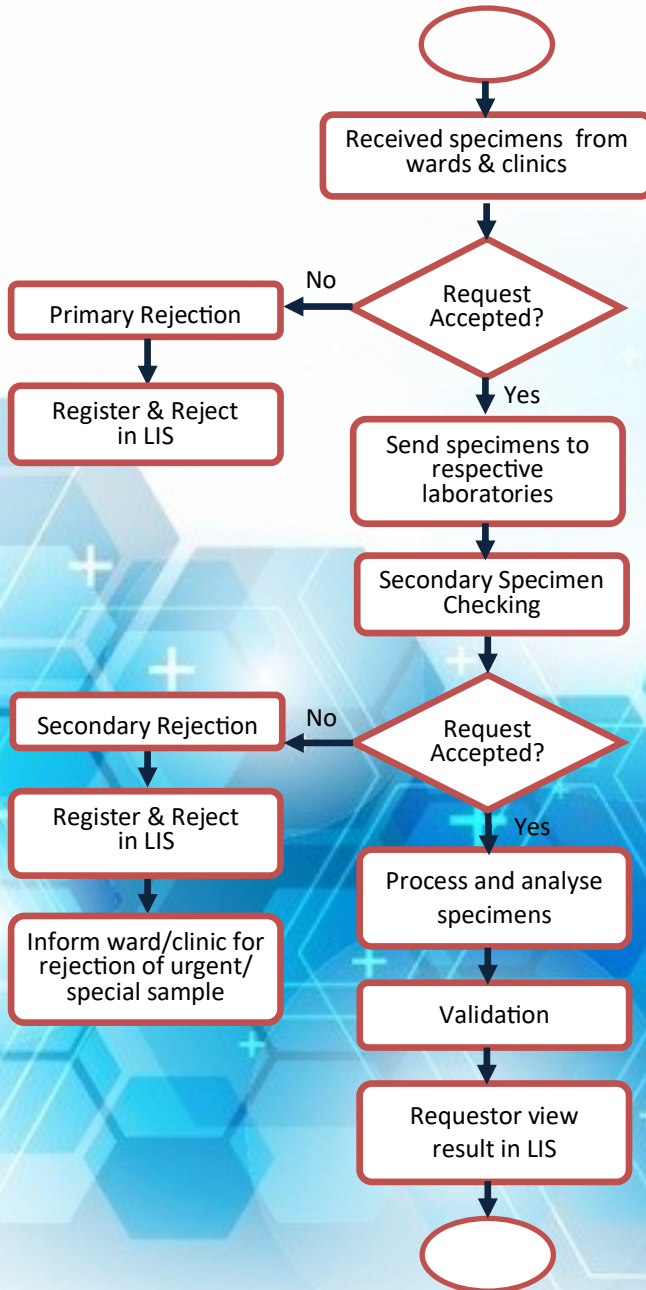 Received specimens from
wards & clinics
Request
Accepted?
No
Primary Rejection
Register & Reject
in LIS
Yes
Send specimens to
respective
laboratories
Secondary Specimen
Checking
Request
Accepted?
No
Secondary Rejection
Register & Reject
in LIS
Inform ward/clinic for
rejection of urgent/
special sample
Yes
Process and analyse
specimens
Validation
Requestor view
result in LIS